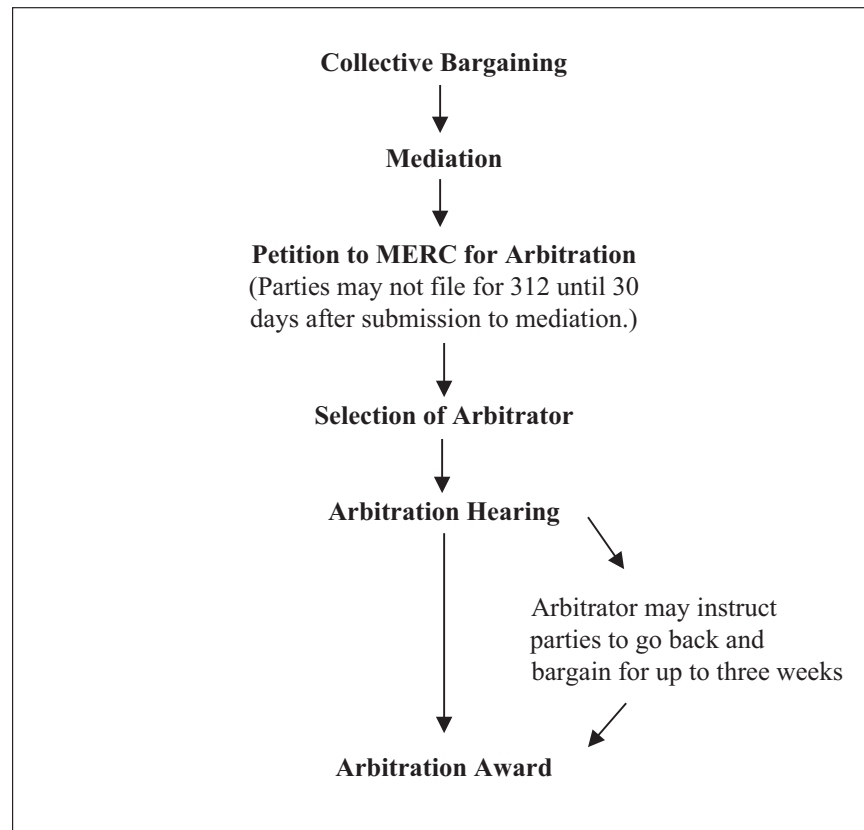 Collective Bargaining
Mediation
Petition to MERC for Arbitration
(Parties may not file for 312 until 30
days after submission to mediation.)
Selection of Arbitrator
Arbitration Hearing
Arbitrator may instruct
parties to go back and
bargain for up to three weeks
Arbitration Award